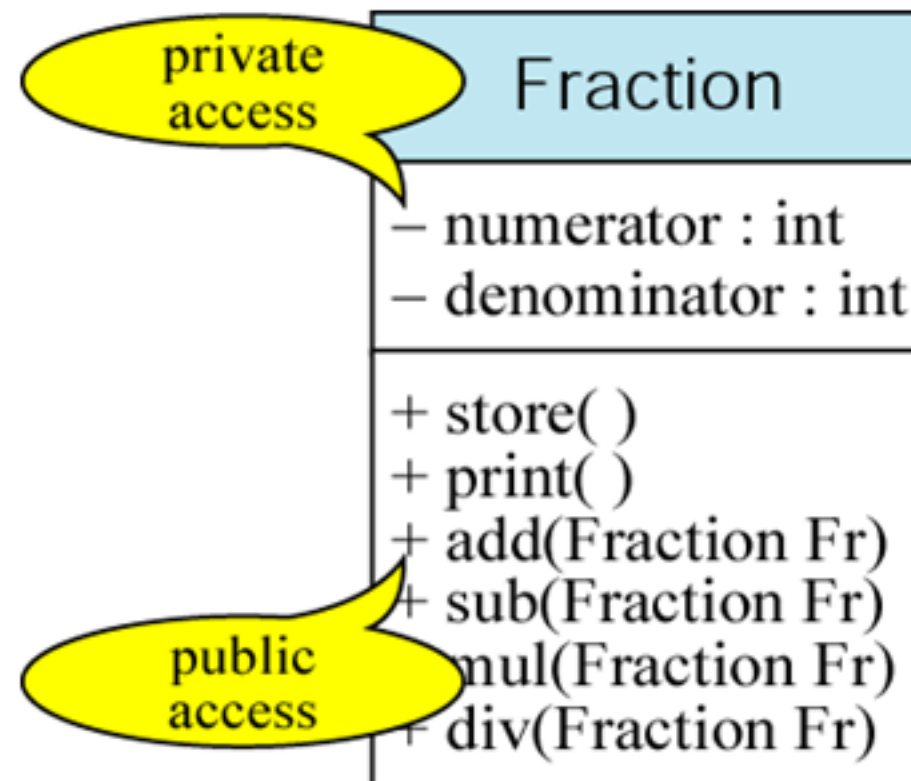 private
access
Fraction
– numerator : int
– denominator : int
+ store( )
+ print( )
+ add(Fraction Fr)
+ sub(Fraction Fr)
public
access
mul(Fraction Fr)
+ div(Fraction Fr)